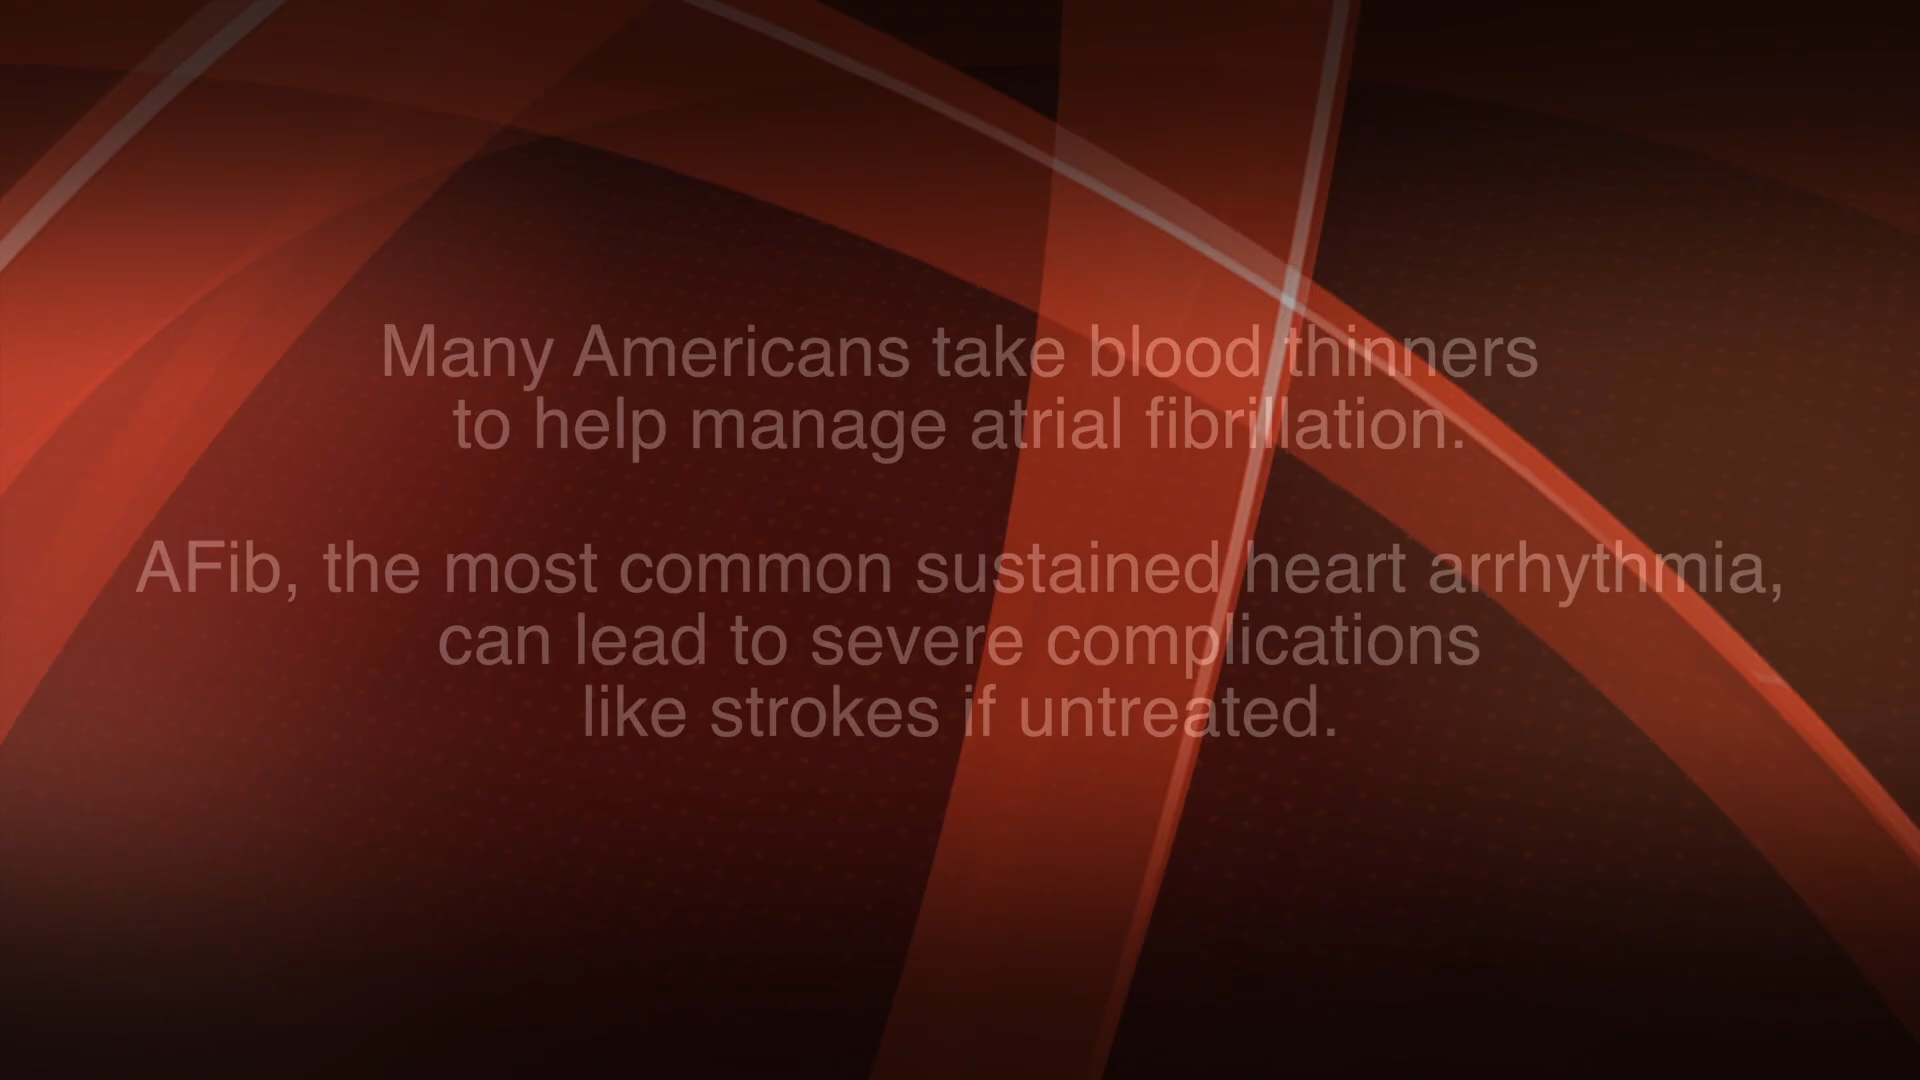 Many Americans take blood thinners
to help manage atrial fibrillation.
AFib, the most common sustained heart arrhythmia,
can lead to severe complications
like strokes if untreated.